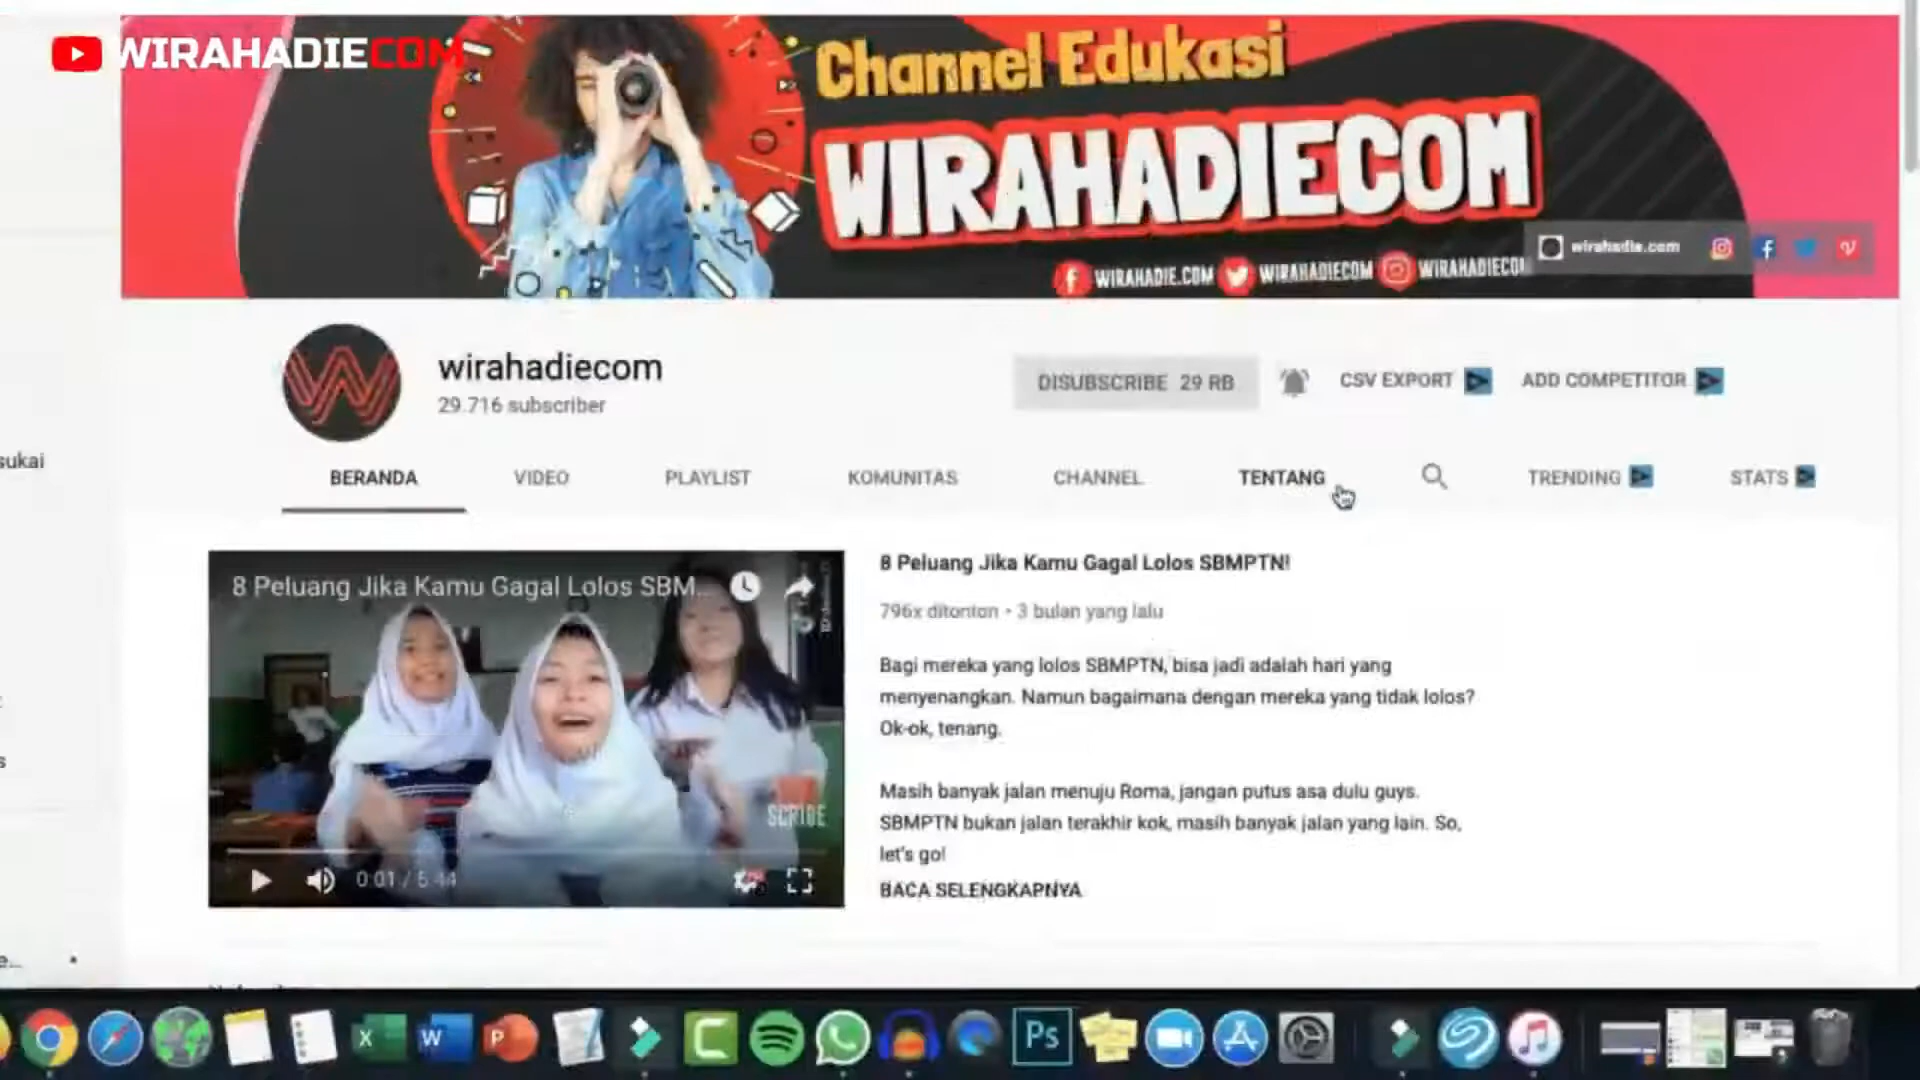 WIRAHADIECOM
Channel Edukasi
WIRAHADIECOM
wirahadie.com
WIRAHADIE.COM WIRAHADIECOM WIRAHADIECOM
wirahadiecom
29.716 subscriber
DISUBSCRIBE 29 RB
CSV EXPORT
ADD COMPETITOR
sukai
BERANDA VIDEO PLAYLIST KOMUNITAS CHANNEL TENTANG TRENDING STATS
8 Peluang Jika Kamu Gagal Lolos SBM...
SCRIBE
0:01 / 5:44
8 Peluang Jika Kamu Gagal Lolos SBMPTN!
796x ditonton • 3 bulan yang lalu
Bagi mereka yang lolos SBMPTN, bisa jadi adalah hari yang
menyenangkan. Namun bagaimana dengan mereka yang tidak lolos?
Ok-ok, tenang.
Masih banyak jalan menuju Roma, jangan putus asa dulu guys.
SBMPTN bukan jalan terakhir kok, masih banyak jalan yang lain. So,
let's go!
BACA SELENGKAPNYA
X
W
P
Ps